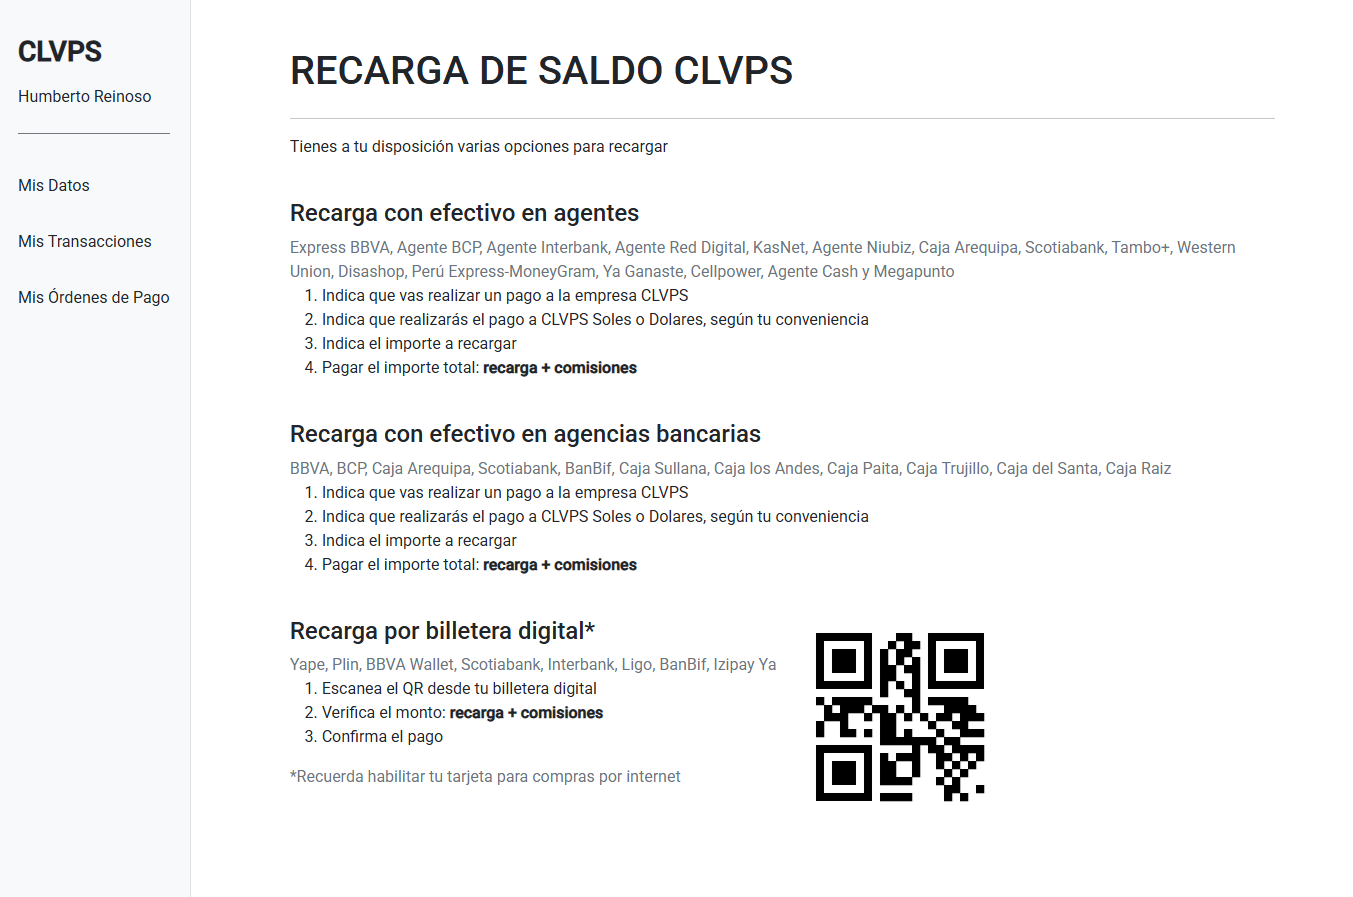 CLVPS
Humberto Reinoso
Mis Datos
Mis Transacciones
Mis Órdenes de Pago
RECARGA DE SALDO CLVPS
Tienes a tu disposición varias opciones para recargar
Recarga con efectivo en agentes
Express BBVA, Agente BCP, Agente Interbank, Agente Red Digital, KasNet, Agente Niubiz, Caja Arequipa, Scotiabank, Tambo+, Western
Union, Disashop, Perú Express-MoneyGram, Ya Ganaste, Cellpower, Agente Cash y Megapunto
1. Indica que vas realizar un pago a la empresa CLVPS
2. Indica que realizarás el pago a CLVPS Soles o Dolares, según tu conveniencia
3. Indica el importe a recargar
4. Pagar el importe total: recarga + comisiones
Recarga con efectivo en agencias bancarias
BBVA, BCP, Caja Arequipa, Scotiabank, BanBif, Caja Sullana, Caja los Andes, Caja Paita, Caja Trujillo, Caja del Santa, Caja Raiz
1. Indica que vas realizar un pago a la empresa CLVPS
2. Indica que realizarás el pago a CLVPS Soles o Dolares, según tu conveniencia
3. Indica el importe a recargar
4. Pagar el importe total: recarga + comisiones
Recarga por billetera digital*
Yape, Plin, BBVA Wallet, Scotiabank, Interbank, Ligo, BanBif, Izipay Ya
1. Escanea el QR desde tu billetera digital
2. Verifica el monto: recarga + comisiones
3. Confirma el pago
*Recuerda habilitar tu tarjeta para compras por internet